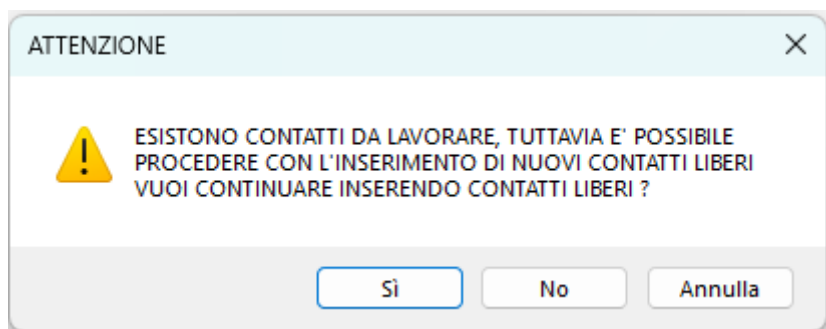 ATTENZIONE
ESISTONO CONTATTI DA LAVORARE, TUTTAVIA E' POSSIBILE
PROCEDERE CON L'INSERIMENTO DI NUOVI CONTATTI LIBERI
VUOI CONTINUARE INSERENDO CONTATTI LIBERI ?
Sì
No
Annulla